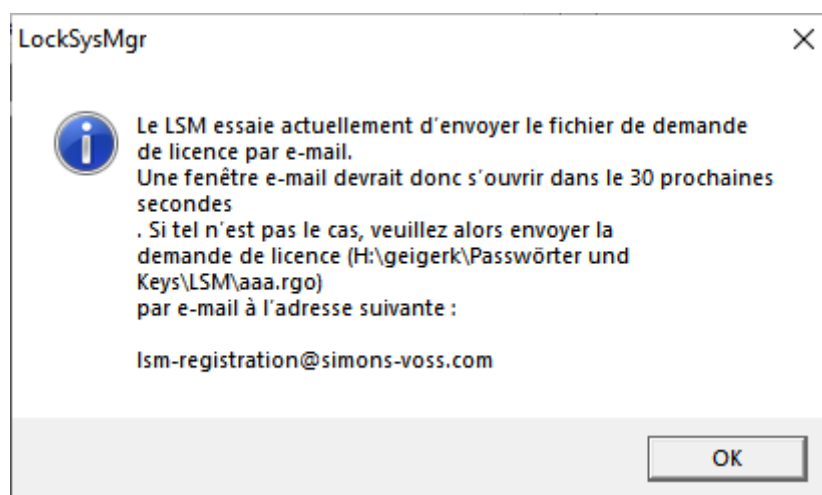 LockSysMgr
Le LSM essaie actuellement d'envoyer le fichier de demande
de licence par e-mail.
Une fenêtre e-mail devrait donc s'ouvrir dans le 30 prochaines
secondes
. Si tel n'est pas le cas, veuillez alors envoyer la
demande de licence (H:\geigerk\Passwörter und
Keys\LSM\aaa.rgo)
par e-mail à l'adresse suivante :
lsm-registration@simons-voss.com
OK